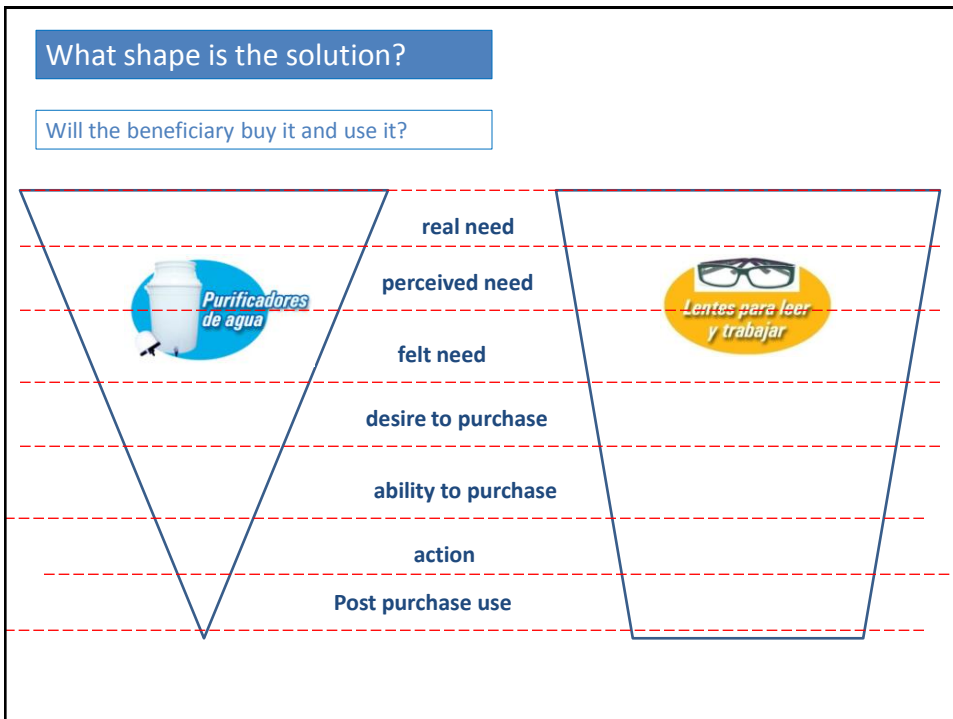 What shape is the solution?
Will the beneficiary buy it and use it?
real need
perceived need
Purificadores
de agua
Lentes para leer
y trabajar
felt need
desire to purchase
ability to purchase
action
Post purchase use